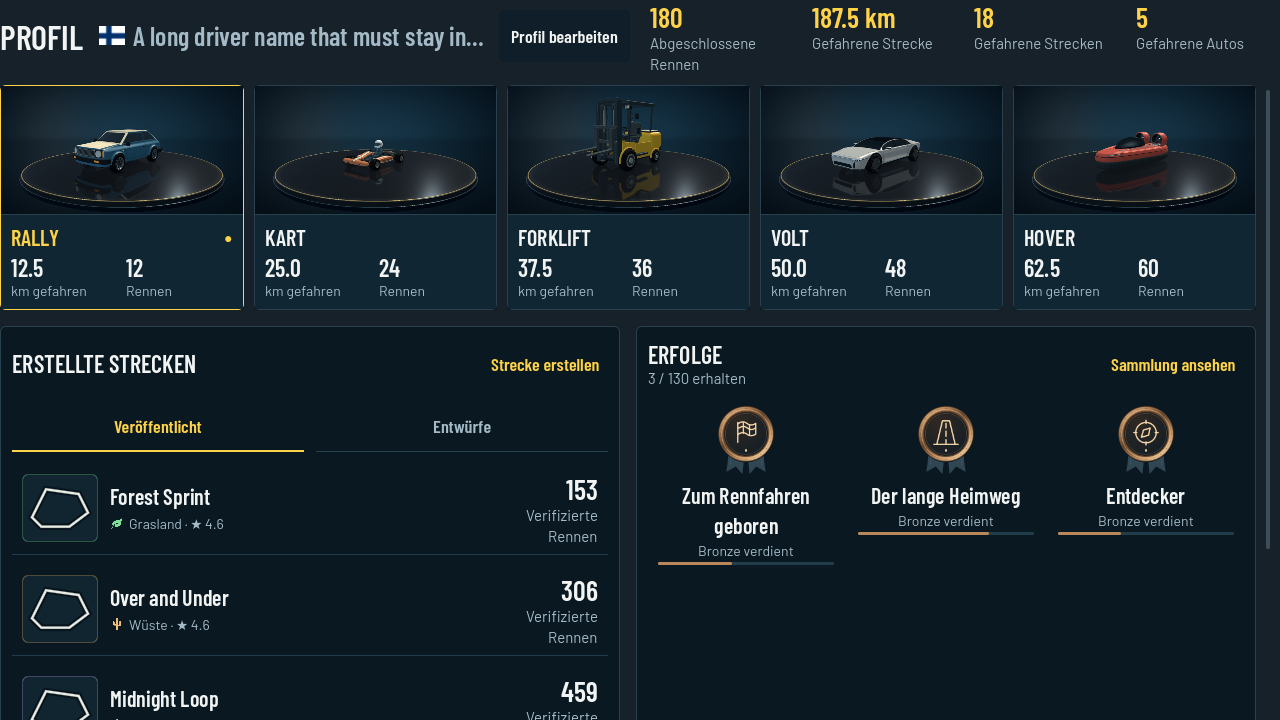 PROFIL
A long driver name that must stay in...
Profil bearbeiten
180
Abgeschlossene
Rennen
187.5 km
Gefahrene Strecke
18
Gefahrene Strecken
5
Gefahrene Autos
RALLY
12.5
km gefahren
12
Rennen
KART
25.0
km gefahren
24
Rennen
FORKLIFT
37.5
km gefahren
36
Rennen
VOLT
50.0
km gefahren
48
Rennen
HOVER
62.5
km gefahren
60
Rennen
ERSTELLTE STRECKEN
Strecke erstellen
Veröffentlicht
Entwürfe
Forest Sprint
Grasland · ★ 4.6
153
Verifizierte
Rennen
Over and Under
Wüste · ★ 4.6
306
Verifizierte
Rennen
Midnight Loop
459
Verifizierte
ERFOLGE
3 / 130 erhalten
Sammlung ansehen
Zum Rennfahren
geboren
Bronze verdient
Der lange Heimweg
Bronze verdient
Entdecker
Bronze verdient